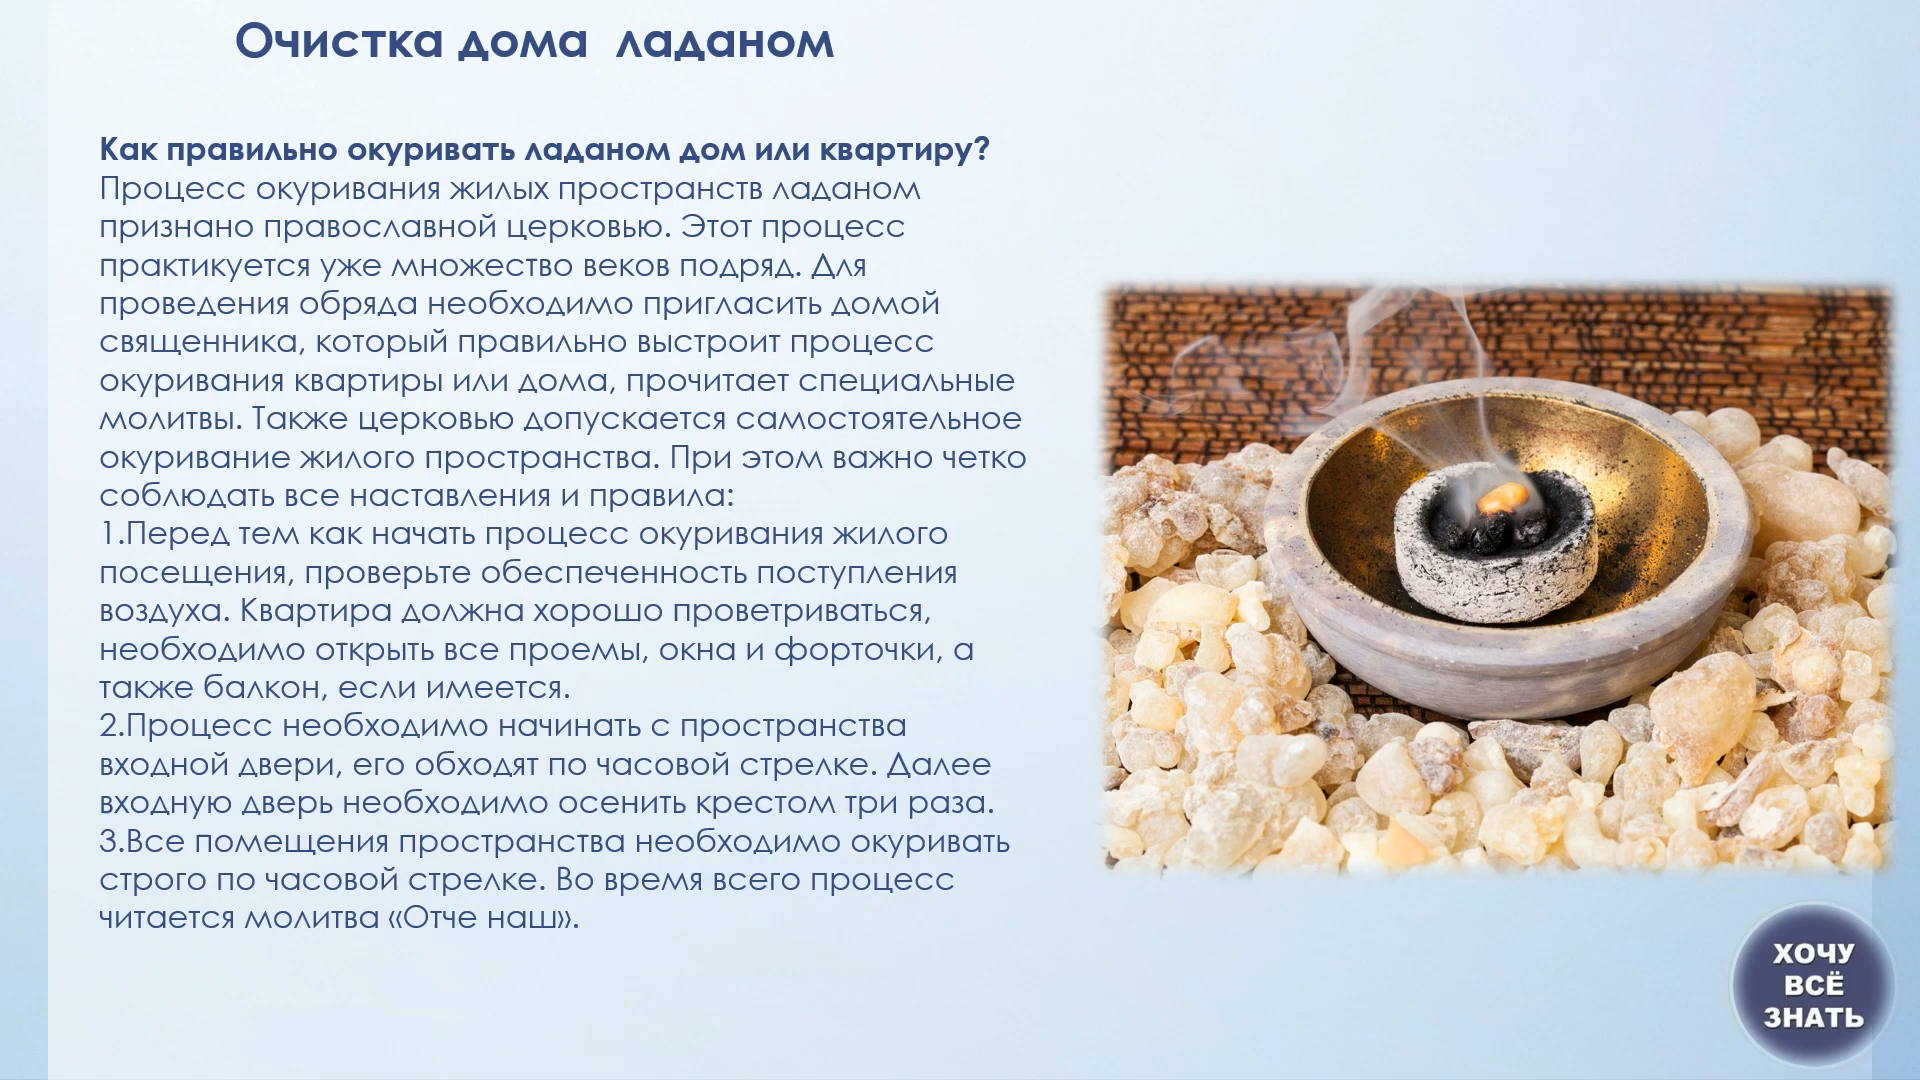 Очистка дома  ладаном
Как правильно окуривать ладаном дом или квартиру?
Процесс окуривания жилых пространств ладаном
признано православной церковью. Этот процесс
практикуется уже множество веков подряд. Для
проведения обряда необходимо пригласить домой
священника, который правильно выстроит процесс
окуривания квартиры или дома, прочитает специальные
молитвы. Также церковью допускается самостоятельное
окуривание жилого пространства. При этом важно четко
соблюдать все наставления и правила:
1.Перед тем как начать процесс окуривания жилого
посещения, проверьте обеспеченность поступления
воздуха. Квартира должна хорошо проветриваться,
необходимо открыть все проемы, окна и форточки, а
также балкон, если имеется.
2.Процесс необходимо начинать с пространства
входной двери, его обходят по часовой стрелке. Далее
входную дверь необходимо осенить крестом три раза.
3.Все помещения пространства необходимо окуривать
строго по часовой стрелке. Во время всего процесс
читается молитва «Отче наш».
ХОЧУ
ВСЁ
ЗНАТЬ